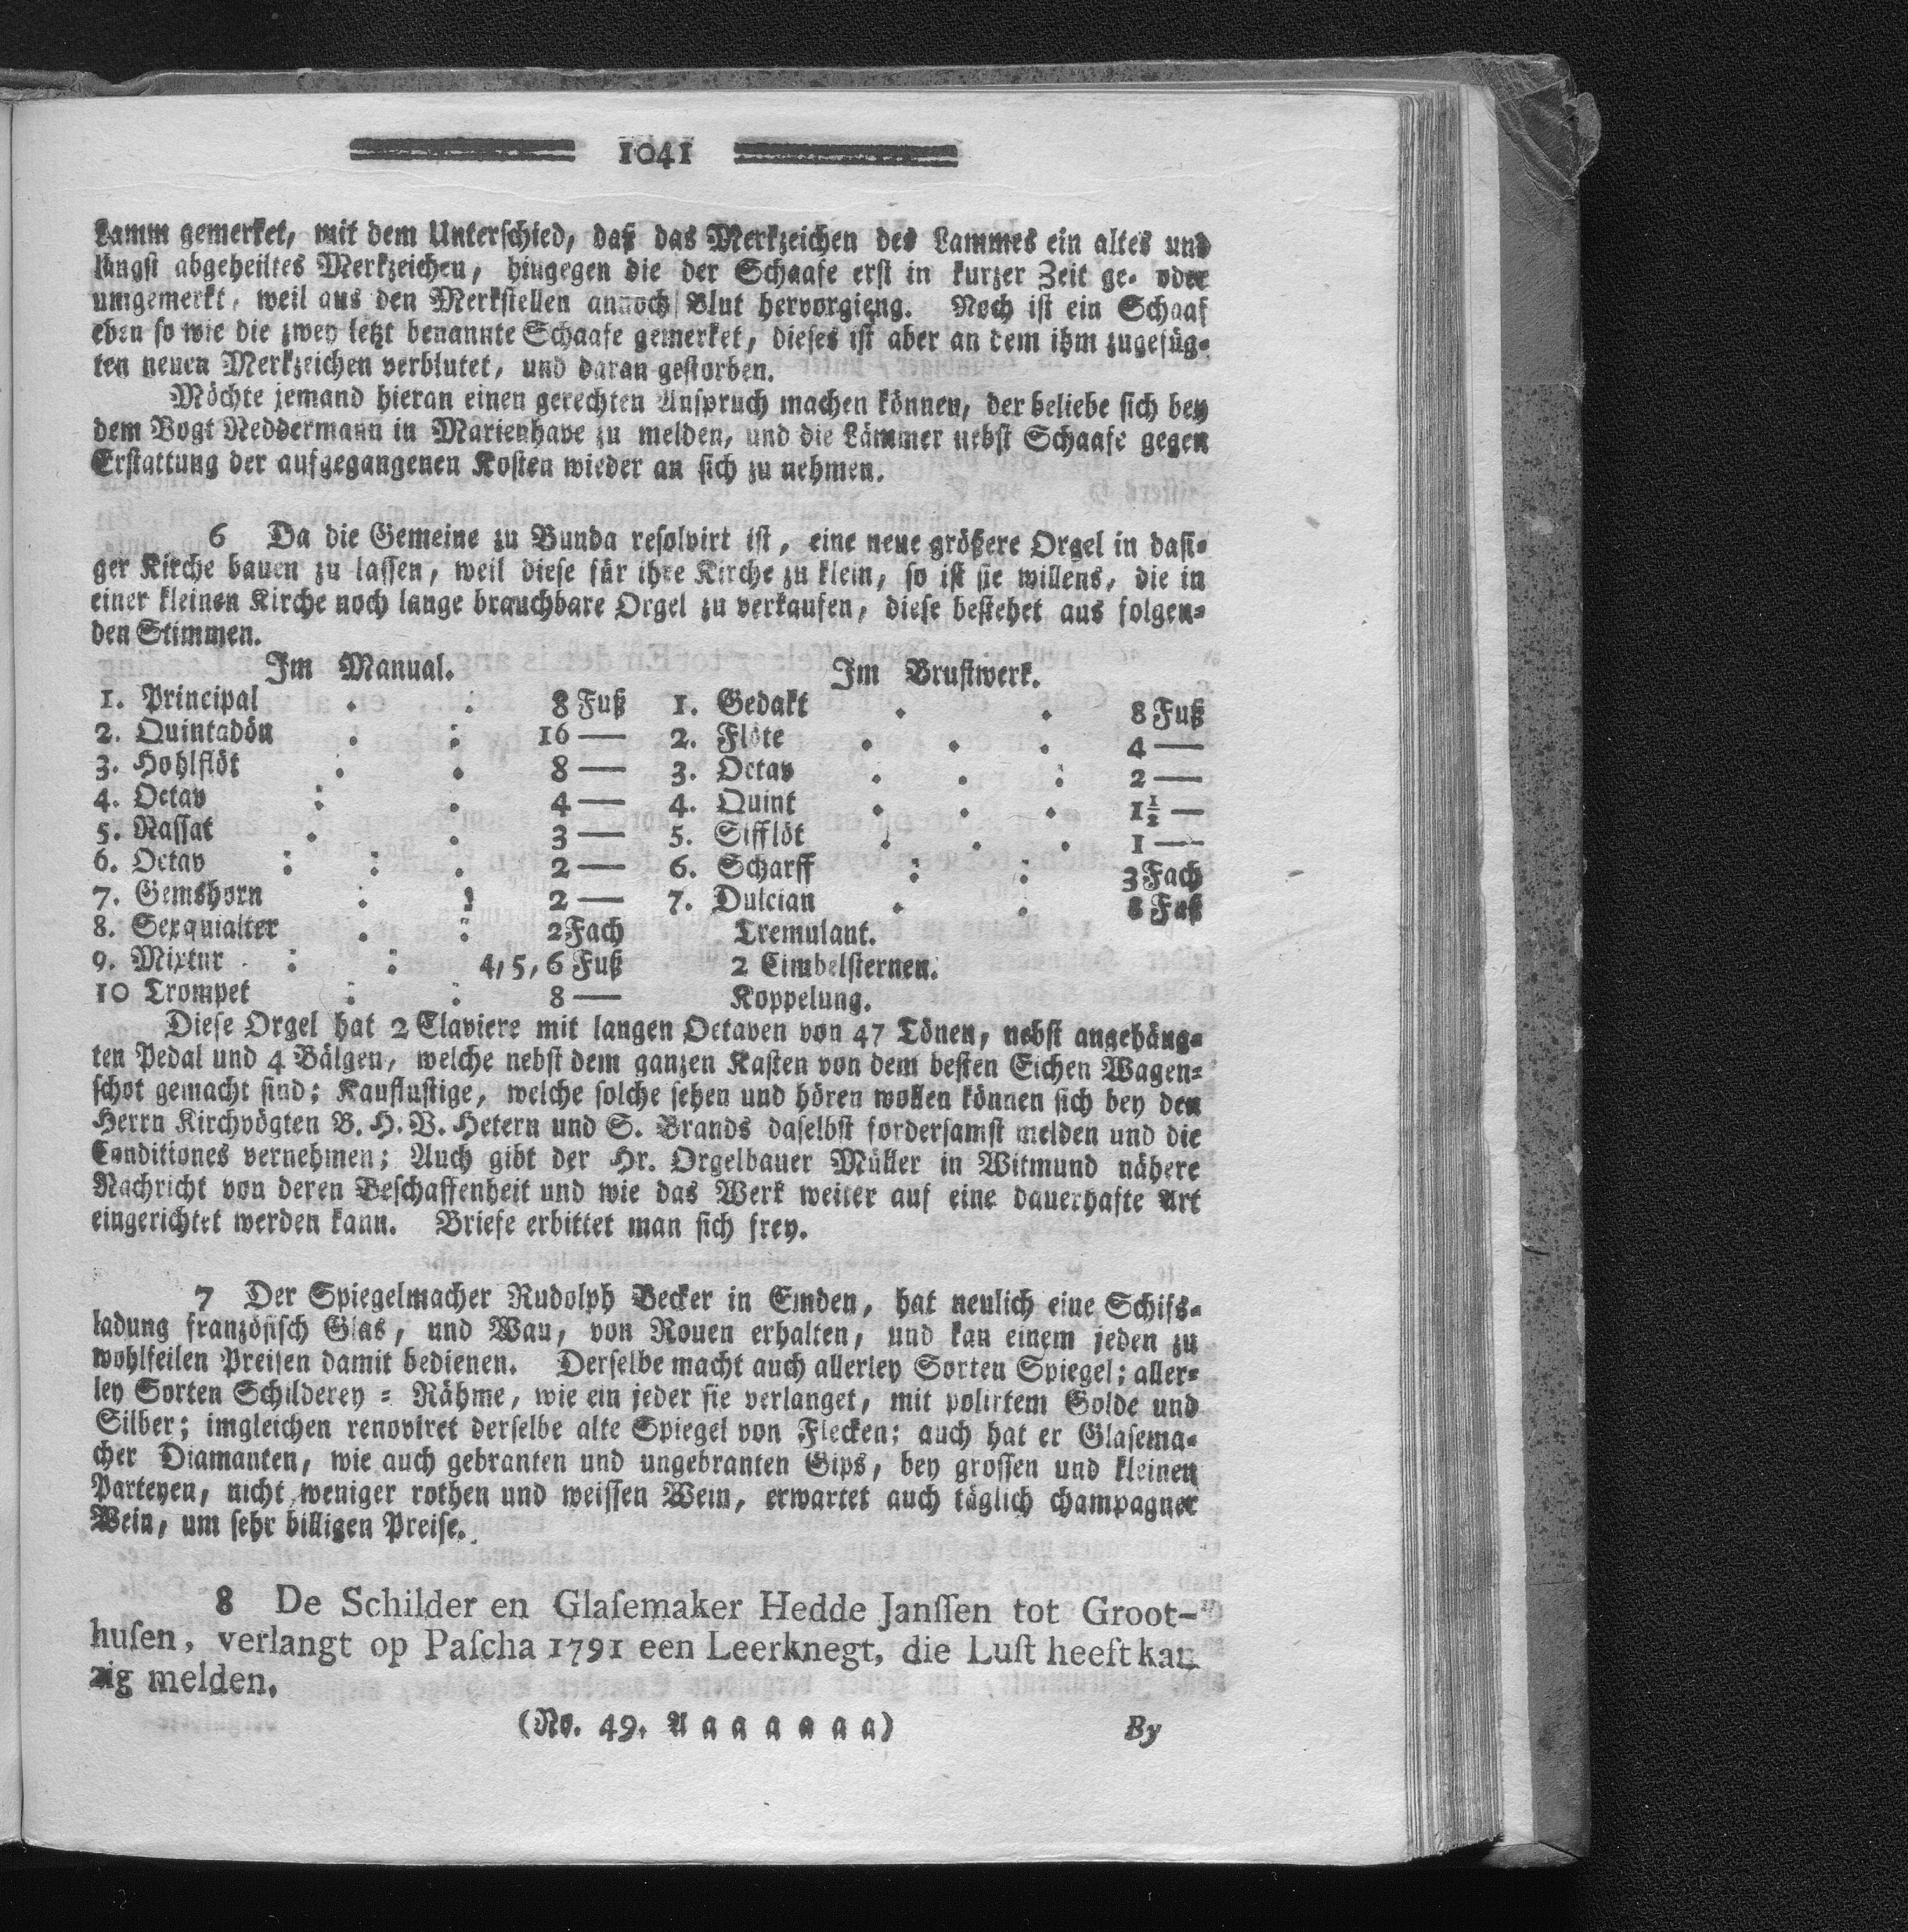 1041
Lamm gemerket, mit dem Unterschied, daß das Merkzeichen des Lammes ein altes und
längst abgeheiltes Merkzeichen, hingegen die der Schaafe erst in kurzer Zeit ge- oder
umgemerkt, weil aus den Merkstellen annoch Blut hervorgieng. Noch ist ein Schaaf
eben so wie die zwey letzt benannte Schaafe gemerket, dieses ist aber an dem ihm zugefüg-
ten neuen Merkzeichen verblutet, und daran gestorben.
Möchte jemand hieran einen gerechten Anspruch machen können, der beliebe sich bey
dem Vogt Neddermann in Marienhave zu melden, und die Lämmer nebst Schaafe gegen
Erstattung der aufgegangenen Kosten wieder an sich zu nehmen.
6 Da die Gemeine zu Bunda resolvirt ist, eine neue größere Orgel in dasi-
ger Kirche bauen zu lassen, weil diese für ihre Kirche zu klein, so ist sie willens, die in
einer kleinen Kirche noch lange brauchbare Orgel zu verkaufen, diese bestehet aus folgen-
den Stimmen.
Im Manual. Im Brustwerk.
1. Principal . . 8 Fuß 1. Gedakt . . 8 Fuß
2. Quintadön . : 16 — 2. Flöte . . . 4 —
3. Hohlflöt . . 8 — 3. Octav . . : 2 —
4. Octav : . 4 — 4. Quint . . . 1½ —
5. Nassat . . 3 — 5. Sifflöt . . . 1 —
6. Octav : : . 2 — 6. Scharff : : 3 Fach
7. Gemshorn . : 2 — 7. Dulcian . . 8 Fuß
8. Sexquialter . : 2 Fach Tremulant.
9. Mixtur : : 4, 5, 6 Fuß 2 Cimbelsternen.
10 Trompet : : 8 — Koppelung.
Diese Orgel hat 2 Claviere mit langen Octaven von 47 Tönen, nebst angehäng-
ten Pedal und 4 Bälgen, welche nebst dem ganzen Kasten von dem besten Eichen Wagen-
schot gemacht sind; Kauflustige, welche solche sehen und hören wollen können sich bey den
Herrn Kirchvögten B. H. V. Hetern und S. Brands daselbst fordersamst melden und die
Conditiones vernehmen; Auch gibt der Hr. Orgelbauer Müller in Witmund nähere
Nachricht von deren Beschaffenheit und wie das Werk weiter auf eine dauerhafte Art
eingerichtet werden kann. Briefe erbittet man sich frey.
7 Der Spiegelmacher Rudolph Becker in Emden, hat neulich eine Schifs-
ladung französisch Glas, und Wau, von Rouen erhalten, und kan einem jeden zu
wohlfeilen Preisen damit bedienen. Derselbe macht auch allerley Sorten Spiegel; aller-
ley Sorten Schilderey = Rähme, wie ein jeder sie verlanget, mit polirtem Golde und
Silber; imgleichen renoviret derselbe alte Spiegel von Flecken; auch hat er Glasema-
cher Diamanten, wie auch gebranten und ungebranten Gips, bey grossen und kleinen
Parteyen, nicht weniger rothen und weissen Wein, erwartet auch täglich champagner
Wein, um sehr billigen Preise.
8 De Schilder en Glaſemaker Hedde Janſſen tot Groot-
huſen, verlangt op Paſcha 1791 een Leerknegt, die Luſt heeft kan
zig melden.
(No. 49. A a a a a a a) By